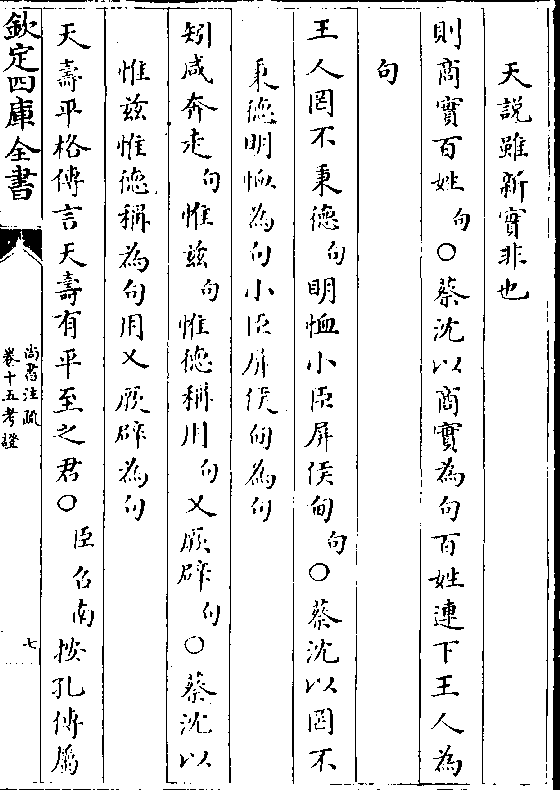 天説雖新實非也
則商實百姓句○蔡沈以商實為句百姓連下王人為
句
王人罔不秉德句明恤小臣屏侯甸句○蔡沈以罔不
秉德明恤為句小臣屏侯甸為句
矧咸奔走句惟兹句惟德稱用句乂厥辟句○蔡沈以
惟兹惟德稱為句用乂厥辟為句
天壽平格傳言天壽有平至之君○臣召南按孔傳屬
欽定四庫全書
尚書注疏
卷十五考證
七